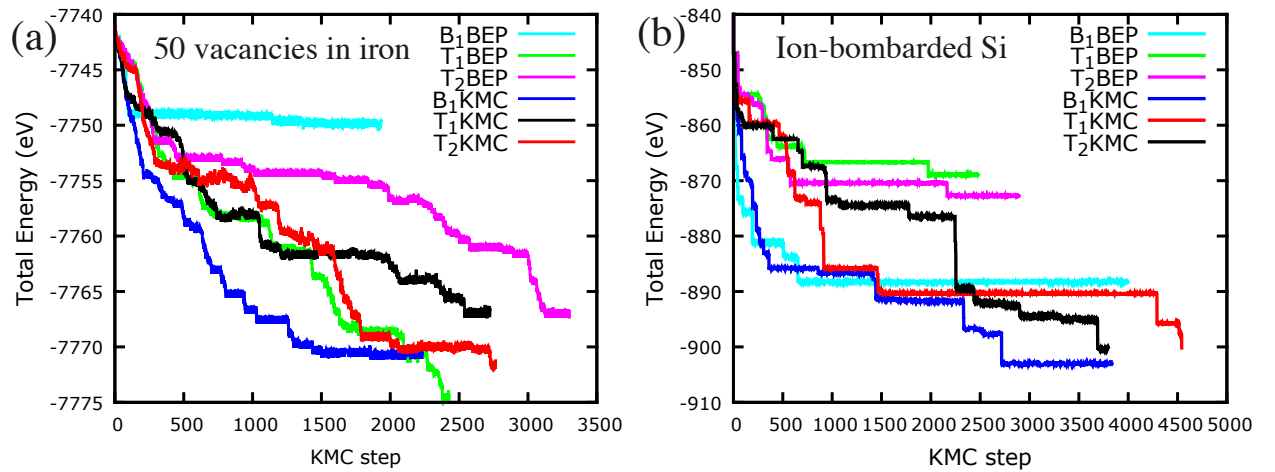 (a)
50 vacancies in iron
B1BEP
T1BEP
T2BEP
B1KMC
T1KMC
T2KMC
Total Energy (eV)
-7740
-7745
-7750
-7755
-7760
-7765
-7770
-7775
0 500 1000 1500 2000 2500 3000 3500
KMC step
(b)
Ion-bombarded Si
B1BEP
T1BEP
T2BEP
B1KMC
T1KMC
T2KMC
Total Energy (eV)
-840
-850
-860
-870
-880
-890
-900
-910
0 500 1000 1500 2000 2500 3000 3500 4000 4500 5000
KMC step